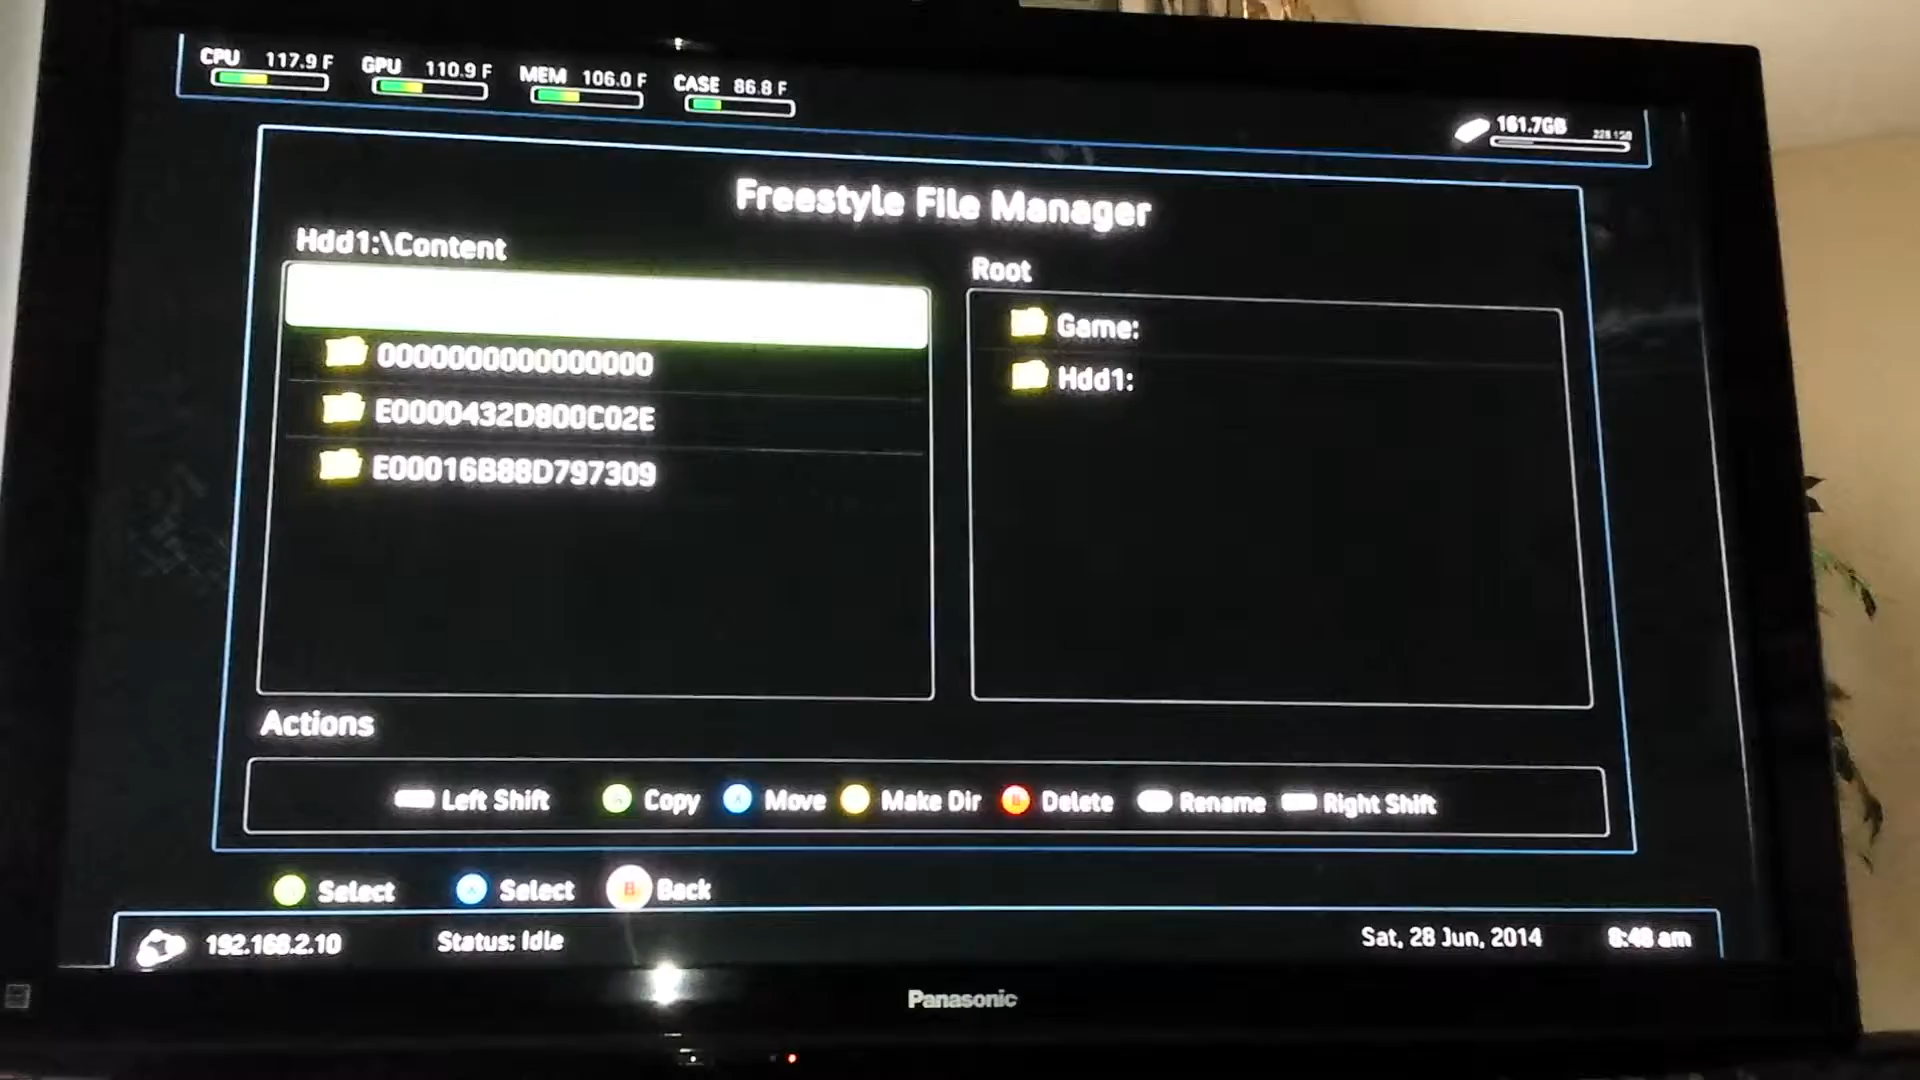 CPU 117.9 F GPU 110.9 F MEM 106.0 F CASE 86.8 F
161.7GB
Freestyle File Manager
Hdd1:\Content
Root
0000000000000000
E0000432D800C02E
E00016B88D797309
Game:
Hdd1:
Actions
Left Shift Copy Move Make Dir Delete Rename Right Shift
Select Select B Back
192.168.2.10 Status: Idle Sat, 28 Jun, 2014 am
Panasonic